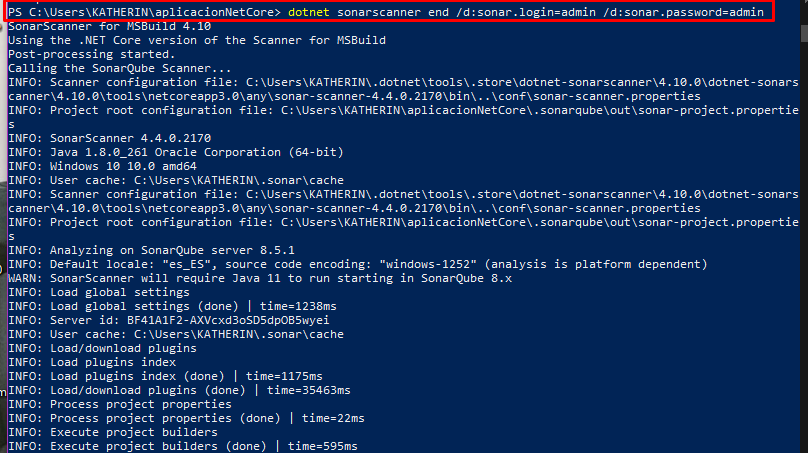 PS C:\Users\KATHERIN\aplicacionNetCore> dotnet sonarscanner end /d:sonar.login=admin /d:sonar.password=admin
SonarScanner for MSBuild 4.10
Using the .NET Core version of the Scanner for MSBuild
Post-processing started.
Calling the SonarQube Scanner...
INFO: Scanner configuration file: C:\Users\KATHERIN\.dotnet\tools\.store\dotnet-sonarscanner\4.10.0\dotnet-sonars
canner\4.10.0\tools\netcoreapp3.0\any\sonar-scanner-4.4.0.2170\bin\..\conf\sonar-scanner.properties
INFO: Project root configuration file: C:\Users\KATHERIN\aplicacionNetCore\.sonarqube\out\sonar-project.propertie
s
INFO: SonarScanner 4.4.0.2170
INFO: Java 1.8.0_261 Oracle Corporation (64-bit)
INFO: Windows 10 10.0 amd64
INFO: User cache: C:\Users\KATHERIN\.sonar\cache
INFO: Scanner configuration file: C:\Users\KATHERIN\.dotnet\tools\.store\dotnet-sonarscanner\4.10.0\dotnet-sonars
canner\4.10.0\tools\netcoreapp3.0\any\sonar-scanner-4.4.0.2170\bin\..\conf\sonar-scanner.properties
INFO: Project root configuration file: C:\Users\KATHERIN\aplicacionNetCore\.sonarqube\out\sonar-project.propertie
INFO: Analyzing on SonarQube server 8.5.1
INFO: Default locale: "es_ES", source code encoding: "windows-1252" (analysis is platform dependent)
WARN: SonarScanner will require Java 11 to run starting in SonarQube 8.x
INFO: Load global settings
INFO: Load global settings (done) | time=1238ms
INFO: Server id: BF41A1F2-AXVcxd3oSD5dpOB5wyei
INFO: User cache: C:\Users\KATHERIN\.sonar\cache
INFO: Load/download plugins
INFO: Load plugins index
INFO: Load plugins index (done) | time=1175ms
INFO: Load/download plugins (done) | time=35463ms
INFO: Process project properties
INFO: Process project properties (done) | time=22ms
INFO: Execute project builders
INFO: Execute project builders (done) | time=595ms